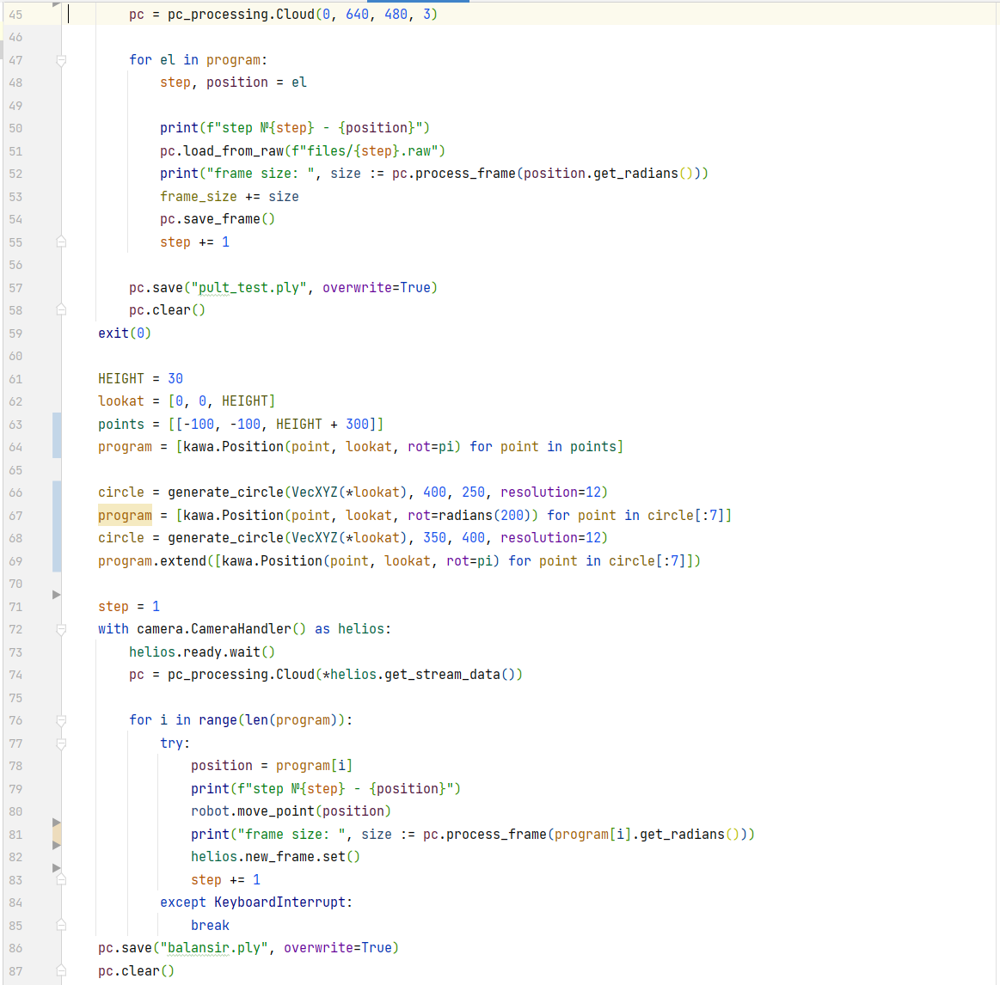 45 pc = pc_processing.Cloud(0, 640, 480, 3)
46
47 for el in program:
48 step, position = el
49
50 print(f"step №{step} - {position}")
51 pc.load_from_raw(f"files/{step}.raw")
52 print("frame size: ", size := pc.process_frame(position.get_radians()))
53 frame_size += size
54 pc.save_frame()
55 step += 1
56
57 pc.save("pult_test.ply", overwrite=True)
58 pc.clear()
59 exit(0)
60
61 HEIGHT = 30
62 lookat = [0, 0, HEIGHT]
63 points = [[-100, -100, HEIGHT + 300]]
64 program = [kawa.Position(point, lookat, rot=pi) for point in points]
65
66 circle = generate_circle(VecXYZ(*lookat), 400, 250, resolution=12)
67 program = [kawa.Position(point, lookat, rot=radians(200)) for point in circle[:7]]
68 circle = generate_circle(VecXYZ(*lookat), 350, 400, resolution=12)
69 program.extend([kawa.Position(point, lookat, rot=pi) for point in circle[:7]])
70
71 step = 1
72 with camera.CameraHandler() as helios:
73 helios.ready.wait()
74 pc = pc_processing.Cloud(*helios.get_stream_data())
75
76 for i in range(len(program)):
77 try:
78 position = program[i]
79 print(f"step №{step} - {position}")
80 robot.move_point(position)
81 print("frame size: ", size := pc.process_frame(program[i].get_radians()))
82 helios.new_frame.set()
83 step += 1
84 except KeyboardInterrupt:
85 break
86 pc.save("balansir.ply", overwrite=True)
87 pc.clear()